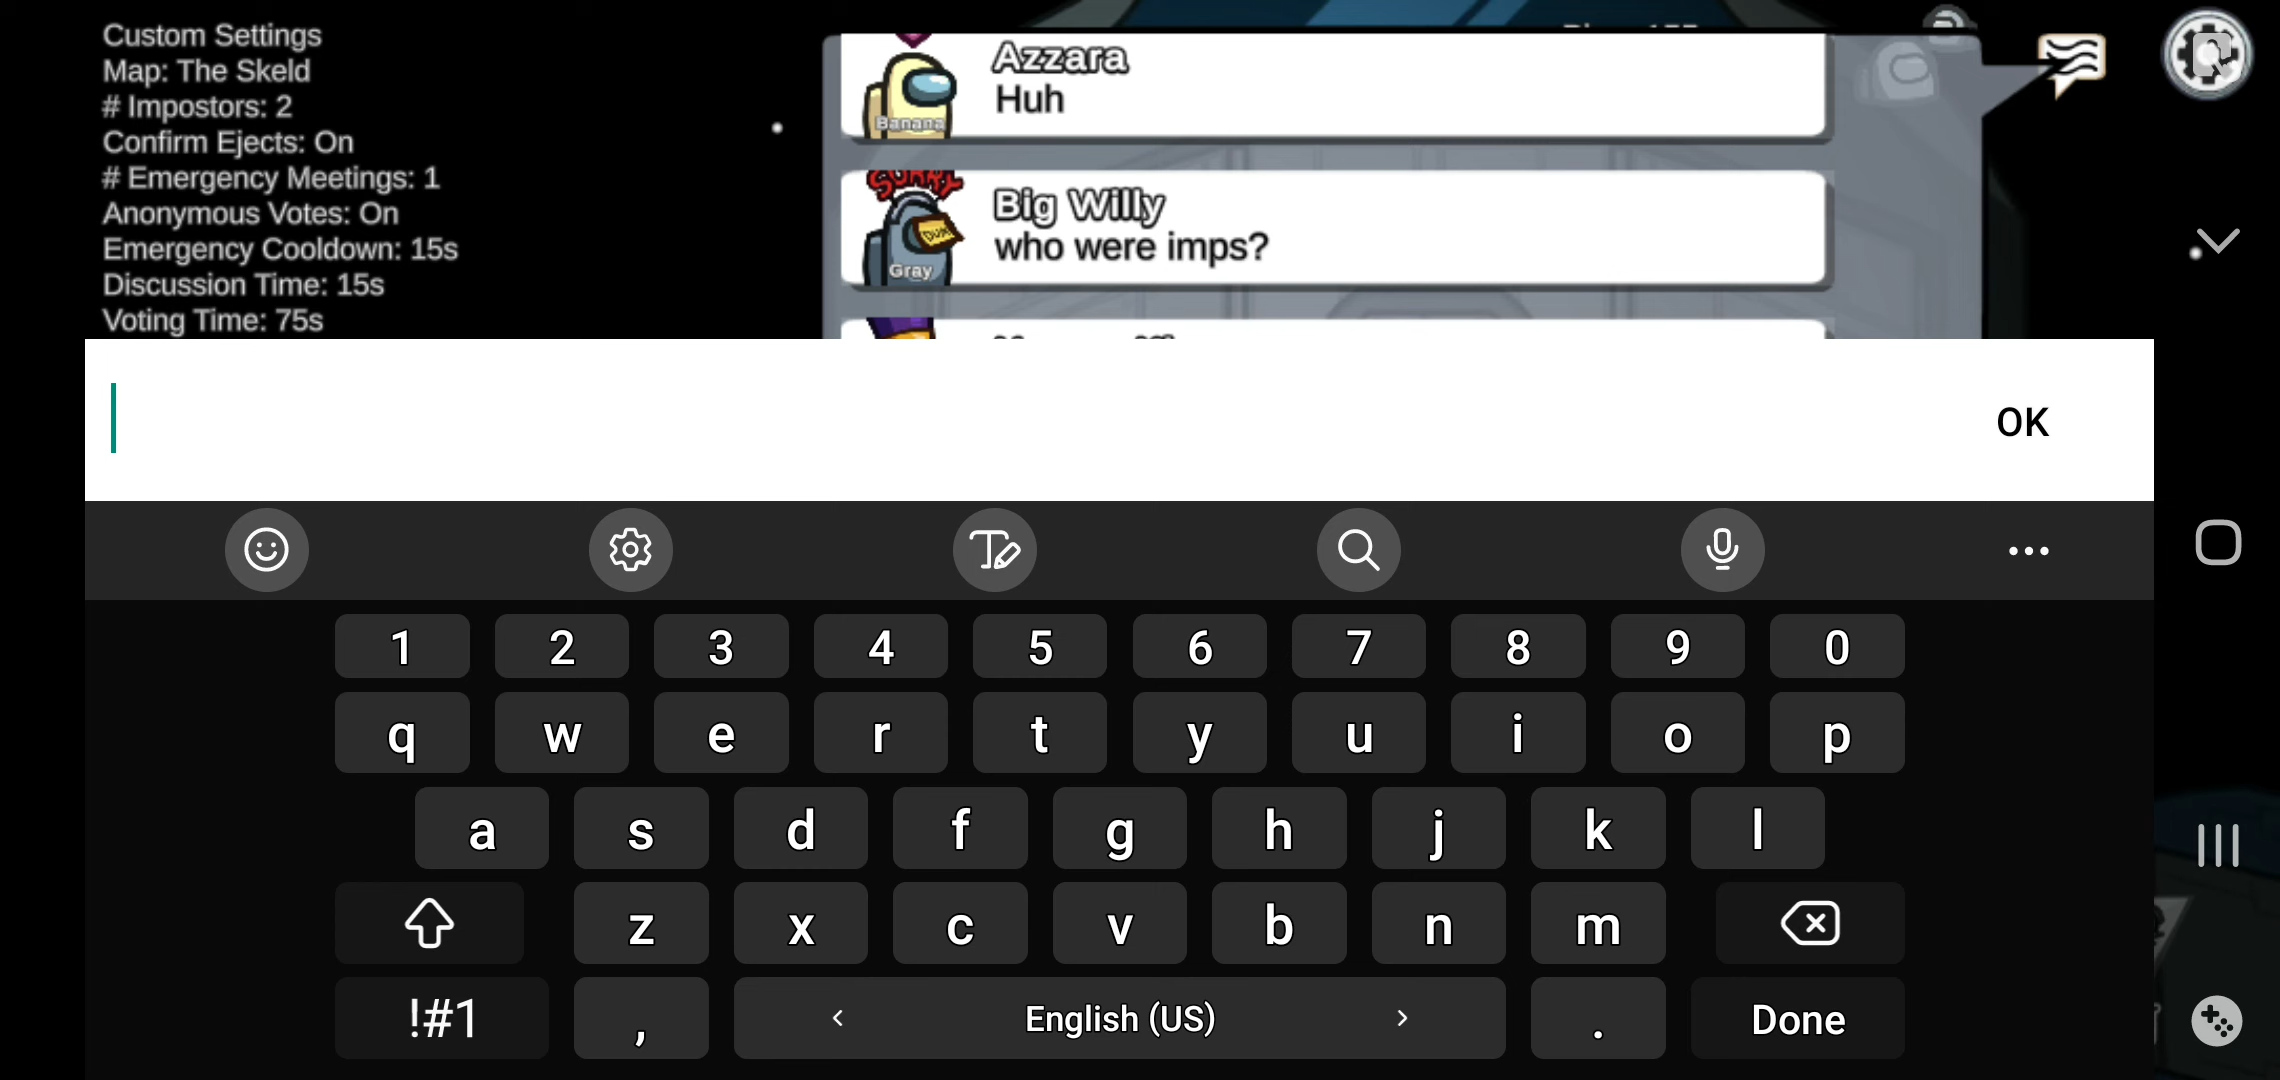 Custom Settings
Map: The Skeld
# Impostors: 2
Confirm Ejects: On
# Emergency Meetings: 1
Anonymous Votes: On
Emergency Cooldown: 15s
Discussion Time: 15s
Voting Time: 75s
Azzara
Huh
Banana
SORRY
Big Willy
who were imps?
DUM
Gray
OK
1 2 3 4 5 6 7 8 9 0
q w e r t y u i o p
a s d f g h j k l
z x c v b n m
!#1 , < English (US) > . Done